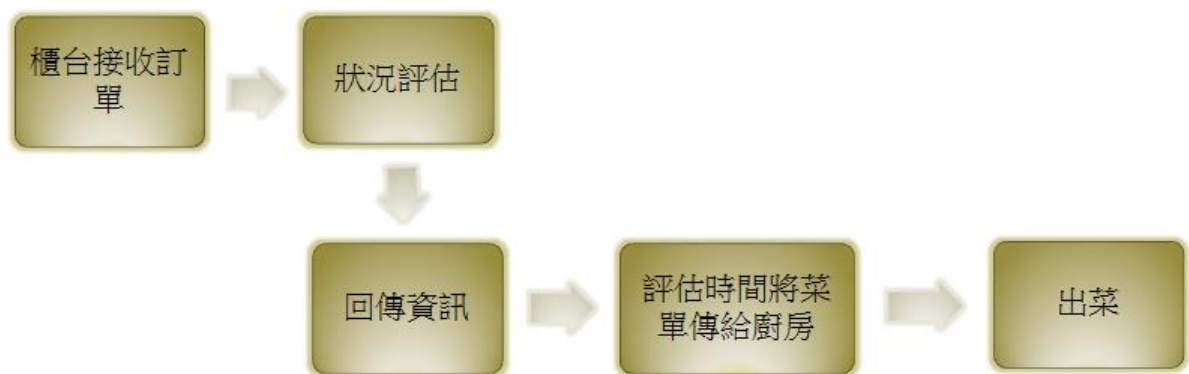 櫃台接收訂
單
狀況評估
回傳資訊
評估時間將菜
單傳給廚房
出菜